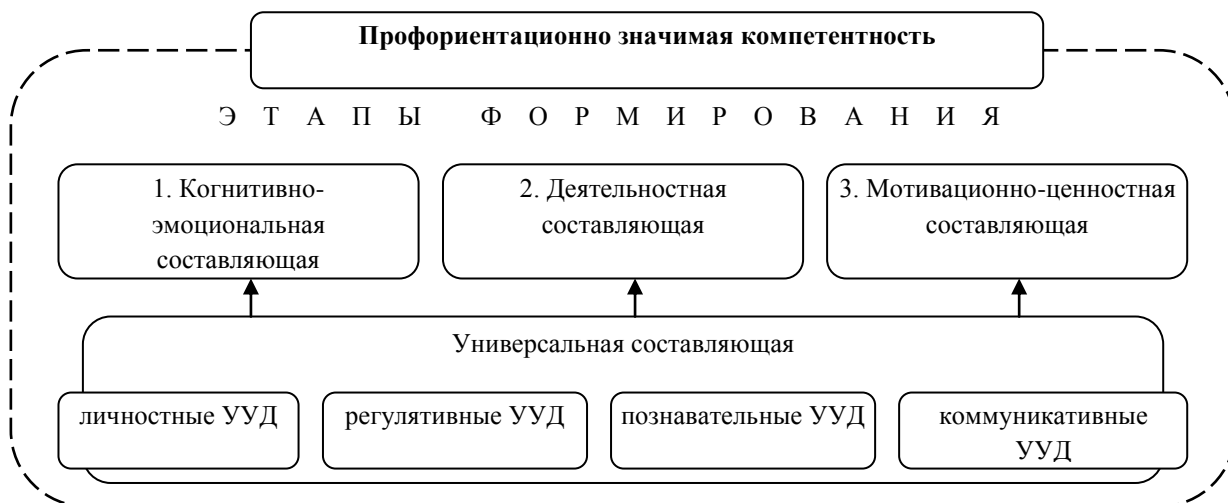 Профориентационно значимая компетентность
Э Т А П Ы Ф О Р М И Р О В А Н И Я
1. Когнитивно-
эмоциональная
составляющая
2. Деятельностная
составляющая
3. Мотивационно-ценностная
составляющая
Универсальная составляющая
личностные УУД
регулятивные УУД
познавательные УУД
коммуникативные
УУД